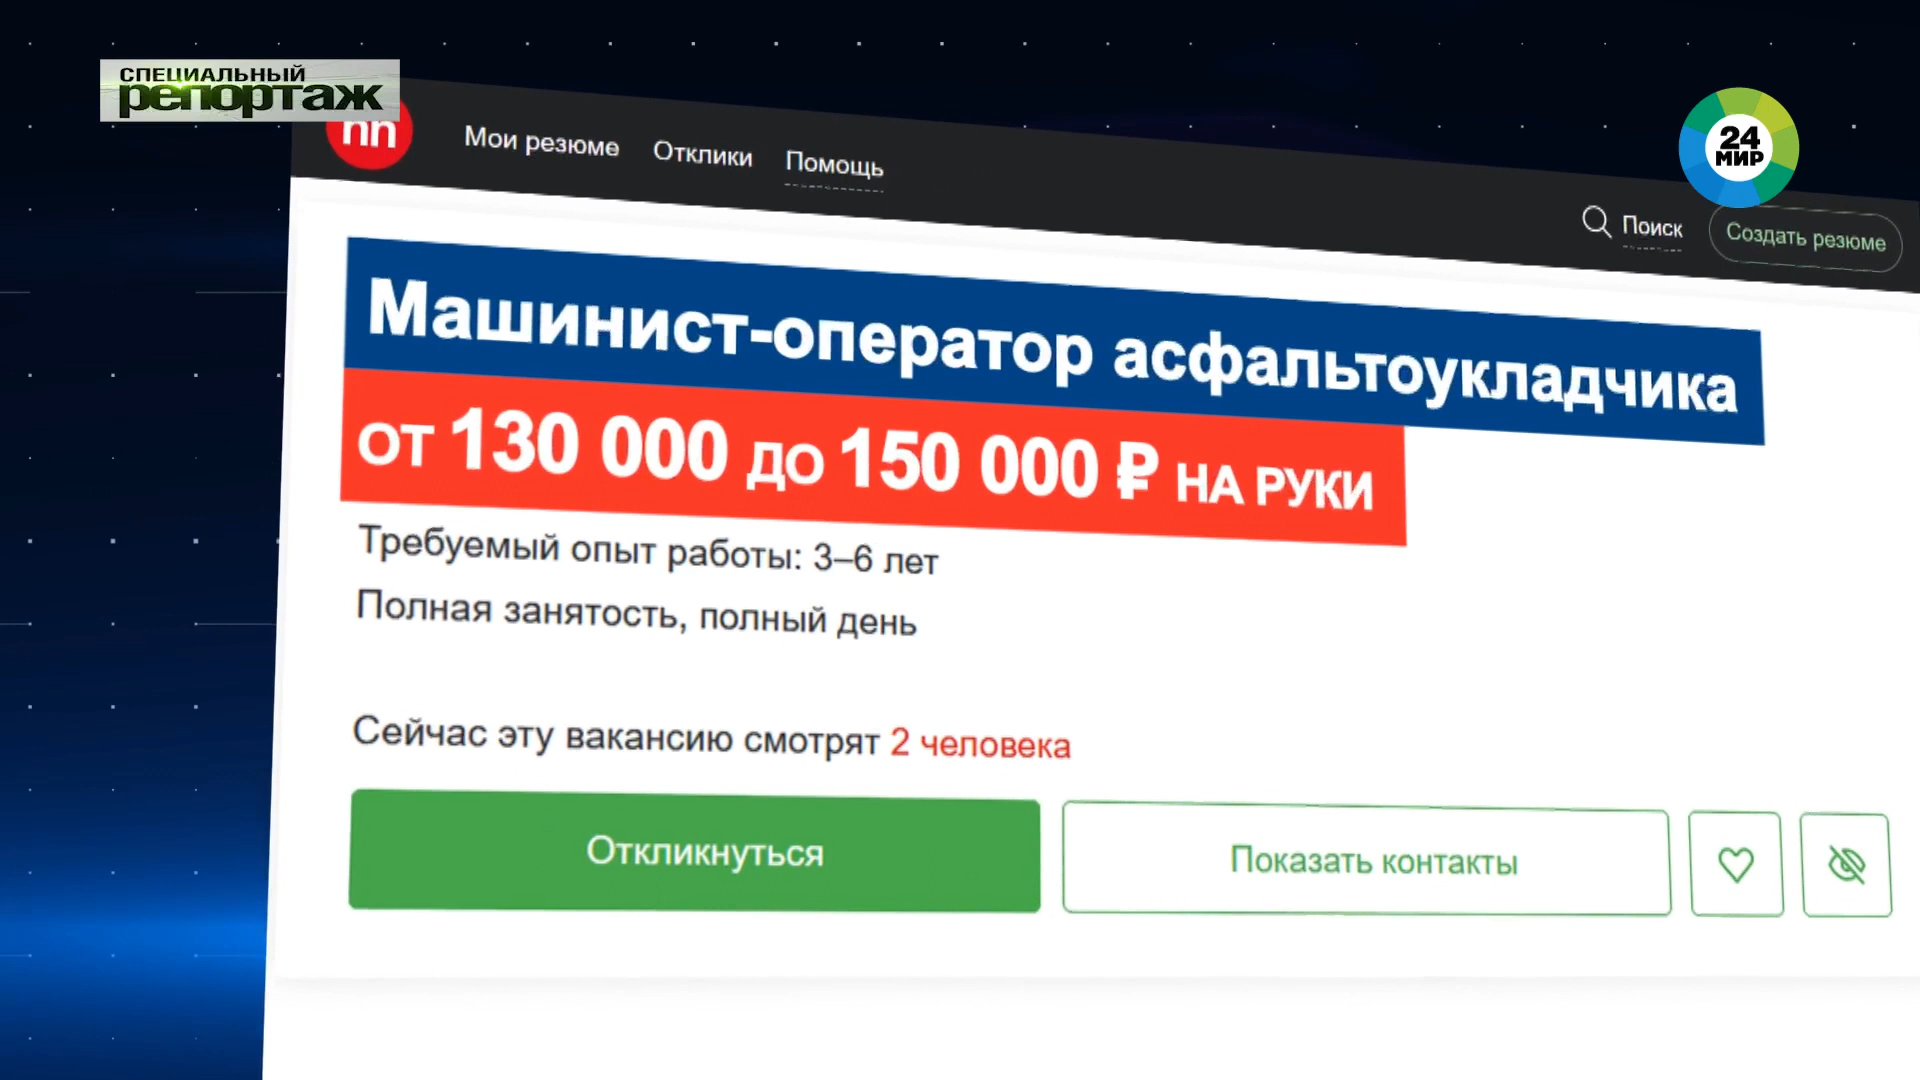 СПЕЦИАЛЬНЫЙ
репортаж
hh
Мои резюме
Отклики
Помощь
24
МИР
Поиск
Создать резюме
Машинист-оператор асфальтоукладчика
ОТ 130 000 ДО 150 000 ₽ НА РУКИ
Требуемый опыт работы: 3–6 лет
Полная занятость, полный день
Сейчас эту вакансию смотрят 2 человека
Откликнуться
Показать контакты